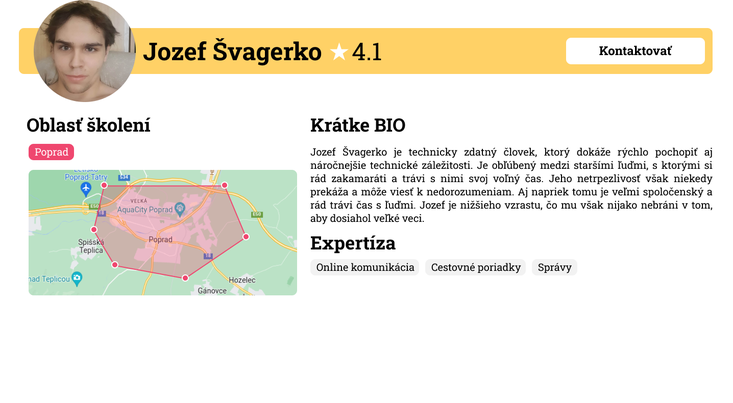 Jozef Švagerko ★ 4.1
Kontaktovať
Oblasť školení
Poprad
Poprad-Tatry
VELKÁ
AquaCity Poprad
Spišská
Teplica
Poprad
nad Teplicou
Hozelec
Gánovce
Krátke BIO
Jozef Švagerko je technicky zdatný človek, ktorý dokáže rýchlo pochopiť aj
náročnejšie technické záležitosti. Je obľúbený medzi staršími ľuďmi, s ktorými si
rád zakamaráti a trávi s nimi svoj voľný čas. Jeho netrpezlivosť však niekedy
prekáža a môže viesť k nedorozumeniam. Aj napriek tomu je veľmi spoločenský a
rád trávi čas s ľuďmi. Jozef je nižšieho vzrastu, čo mu však nijako nebráni v tom,
aby dosiahol veľké veci.
Expertíza
Online komunikácia
Cestovné poriadky
Správy